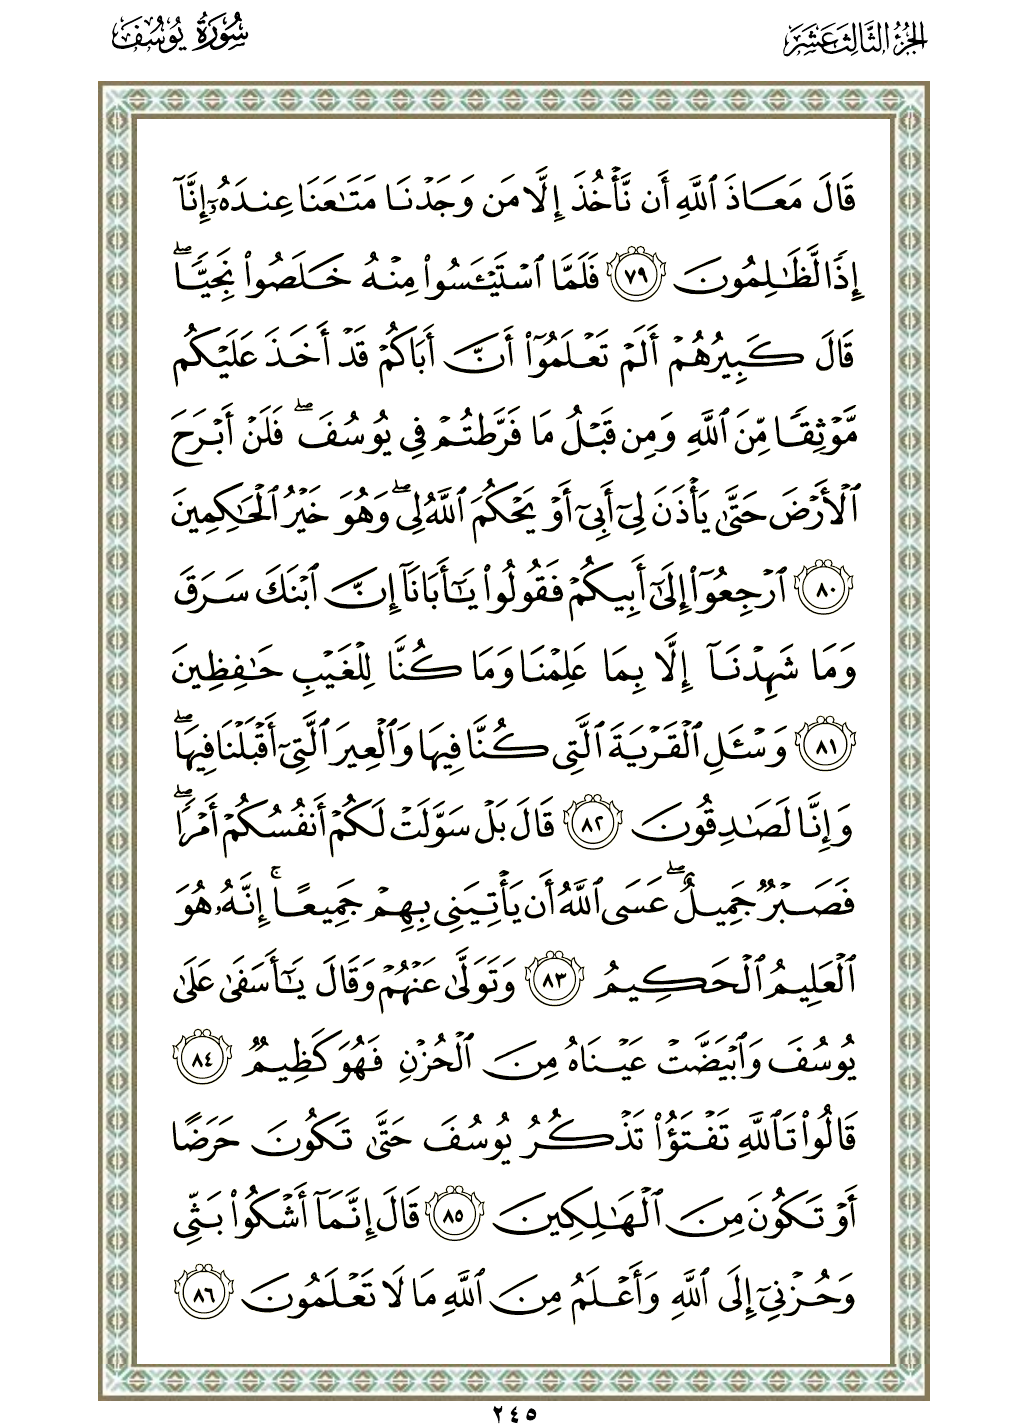 الجزء الثالث عشر
سورة يوسف
قَالَ مَعَاذَ ٱللَّهِ أَن نَّأْخُذَ إِلَّا مَن وَجَدْنَا مَتَـٰعَنَا عِندَهُۥٓ إِنَّآ
إِذًا لَّظَـٰلِمُونَ ﴿٧٩﴾ فَلَمَّا ٱسْتَيْـَٔسُوا۟ مِنْهُ خَلَصُوا۟ نَجِيًّا ۖ
قَالَ كَبِيرُهُمْ أَلَمْ تَعْلَمُوٓا۟ أَنَّ أَبَاكُمْ قَدْ أَخَذَ عَلَيْكُم
مَّوْثِقًا مِّنَ ٱللَّهِ وَمِن قَبْلُ مَا فَرَّطتُمْ فِى يُوسُفَ ۖ فَلَنْ أَبْرَحَ
ٱلْأَرْضَ حَتَّىٰ يَأْذَنَ لِىٓ أَبِىٓ أَوْ يَحْكُمَ ٱللَّهُ لِى ۖ وَهُوَ خَيْرُ ٱلْحَـٰكِمِينَ
﴿٨٠﴾ ٱرْجِعُوٓا۟ إِلَىٰٓ أَبِيكُمْ فَقُولُوا۟ يَـٰٓأَبَانَآ إِنَّ ٱبْنَكَ سَرَقَ
وَمَا شَهِدْنَآ إِلَّا بِمَا عَلِمْنَا وَمَا كُنَّا لِلْغَيْبِ حَـٰفِظِينَ
﴿٨١﴾ وَسْـَٔلِ ٱلْقَرْيَةَ ٱلَّتِى كُنَّا فِيهَا وَٱلْعِيرَ ٱلَّتِىٓ أَقْبَلْنَا فِيهَا ۖ
وَإِنَّا لَصَـٰدِقُونَ ﴿٨٢﴾ قَالَ بَلْ سَوَّلَتْ لَكُمْ أَنفُسُكُمْ أَمْرًا ۖ
فَصَبْرٌ جَمِيلٌ ۖ عَسَى ٱللَّهُ أَن يَأْتِيَنِى بِهِمْ جَمِيعًا ۚ إِنَّهُۥ هُوَ
ٱلْعَلِيمُ ٱلْحَكِيمُ ﴿٨٣﴾ وَتَوَلَّىٰ عَنْهُمْ وَقَالَ يَـٰٓأَسَفَىٰ عَلَىٰ
يُوسُفَ وَٱبْيَضَّتْ عَيْنَاهُ مِنَ ٱلْحُزْنِ فَهُوَ كَظِيمٌ ﴿٨٤﴾
قَالُوا۟ تَٱللَّهِ تَفْتَؤُا۟ تَذْكُرُ يُوسُفَ حَتَّىٰ تَكُونَ حَرَضًا
أَوْ تَكُونَ مِنَ ٱلْهَـٰلِكِينَ ﴿٨٥﴾ قَالَ إِنَّمَآ أَشْكُوا۟ بَثِّى
وَحُزْنِىٓ إِلَى ٱللَّهِ وَأَعْلَمُ مِنَ ٱللَّهِ مَا لَا تَعْلَمُونَ ﴿٨٦﴾
٢٤٥